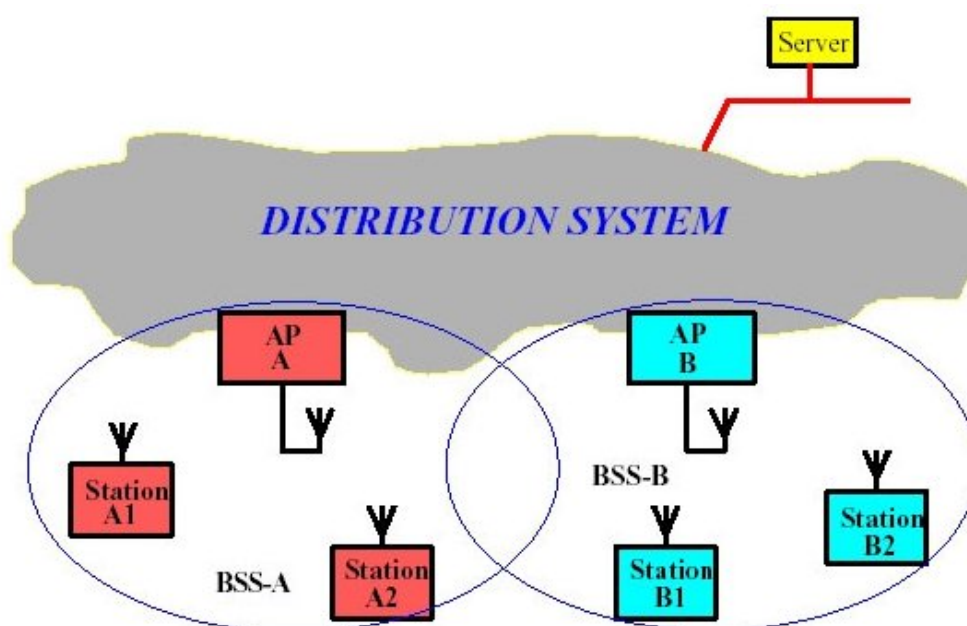 Server
DISTRIBUTION SYSTEM
AP
A
AP
B
Station
A1
BSS-A
Station
A2
BSS-B
Station
B1
Station
B2